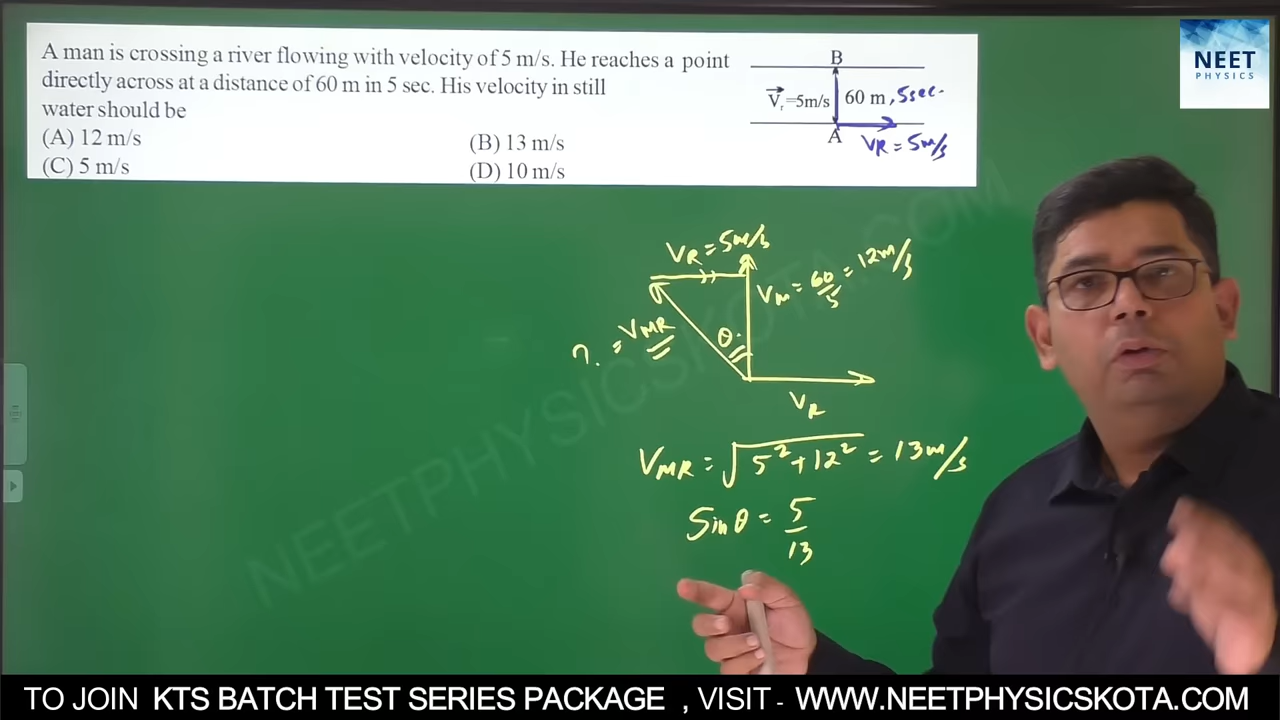 A man is crossing a river flowing with velocity of 5 m/s. He reaches a point
directly across at a distance of 60 m in 5 sec. His velocity in still
water should be
(A) 12 m/s
(B) 13 m/s
(C) 5 m/s
(D) 10 m/s
B
Vr=5m/s
60 m, 5sec.
A
VR = 5m/s
NEET
PHYSICS
VR = 5m/s
VM = 60/5 = 12m/s
?. = VMR
θ
VR
VMR = √5²+12² = 13m/s
Sinθ = 5/13
NEETPHYSICSKOTA.COM
TO JOIN KTS BATCH TEST SERIES PACKAGE , VISIT - WWW.NEETPHYSICSKOTA.COM